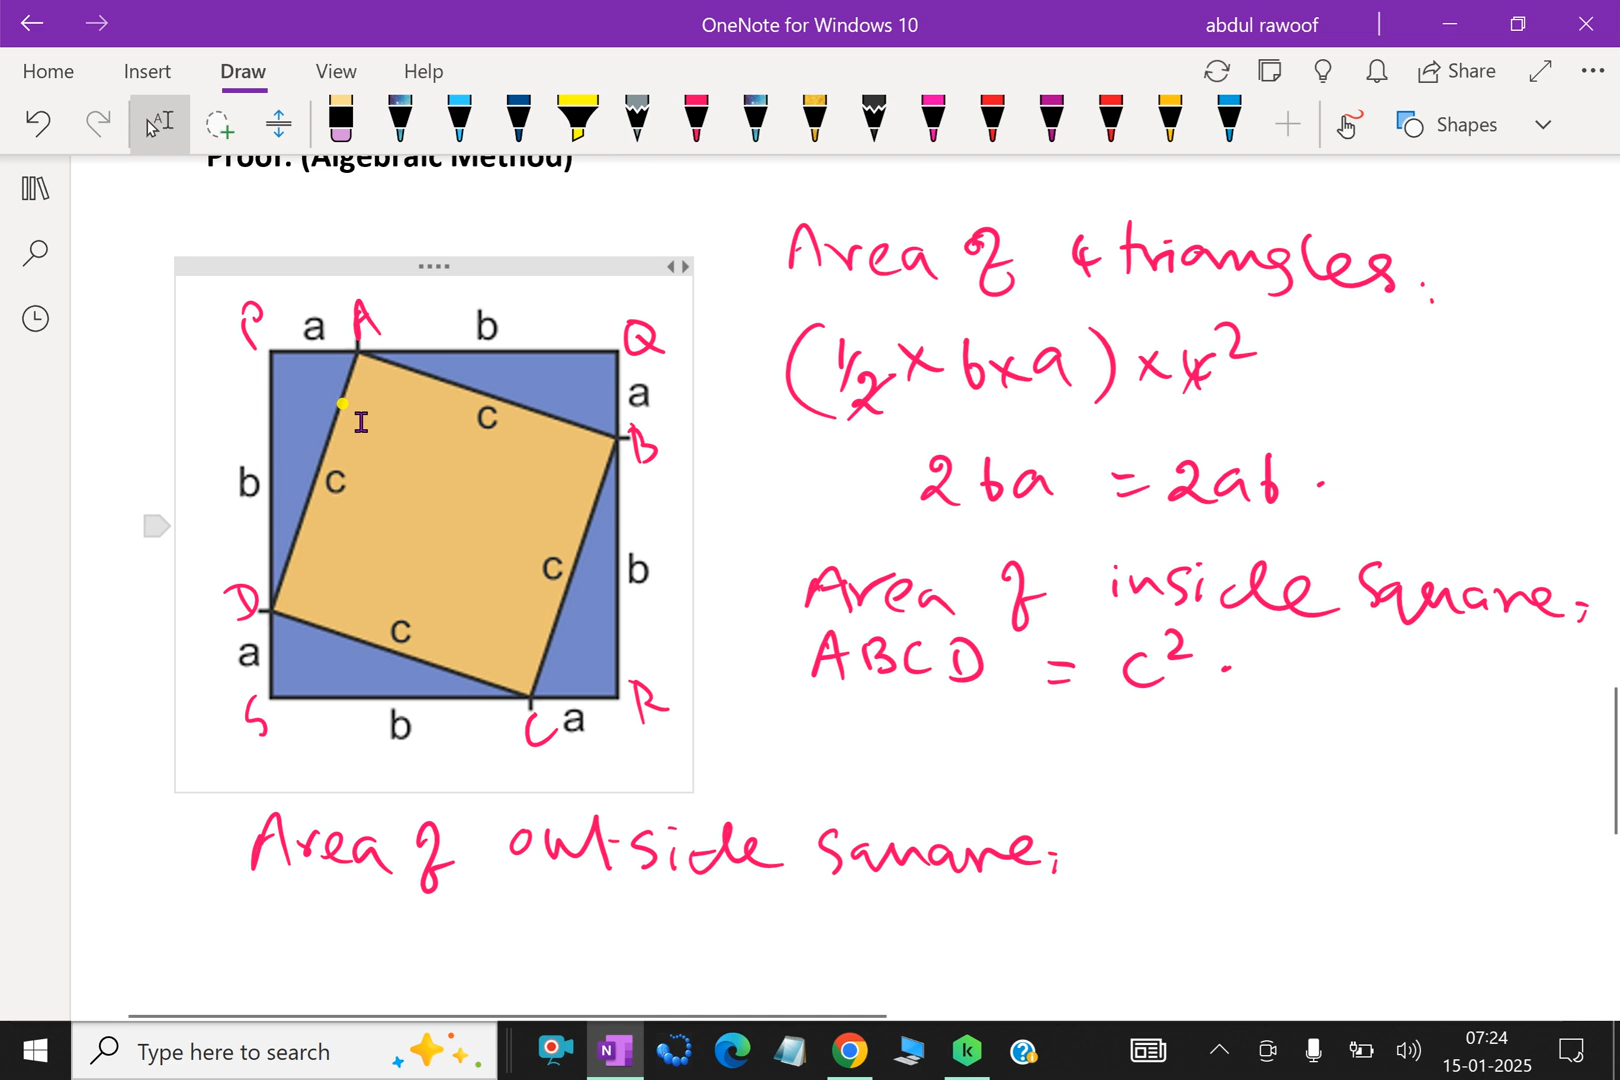 OneNote for Windows 10
abdul rawoof
Home Insert Draw View Help
Share
Shapes
Proof: (Algebraic Method)
P a A b Q
a
c
B
b c
c b
D
c
a
S b C a R
Area of 4 triangles.
(1/2 × b × a) × 4 2
2ba = 2ab.
Area of inside square,
ABCD = c².
Area of outside square,
Type here to search
07:24
15-01-2025